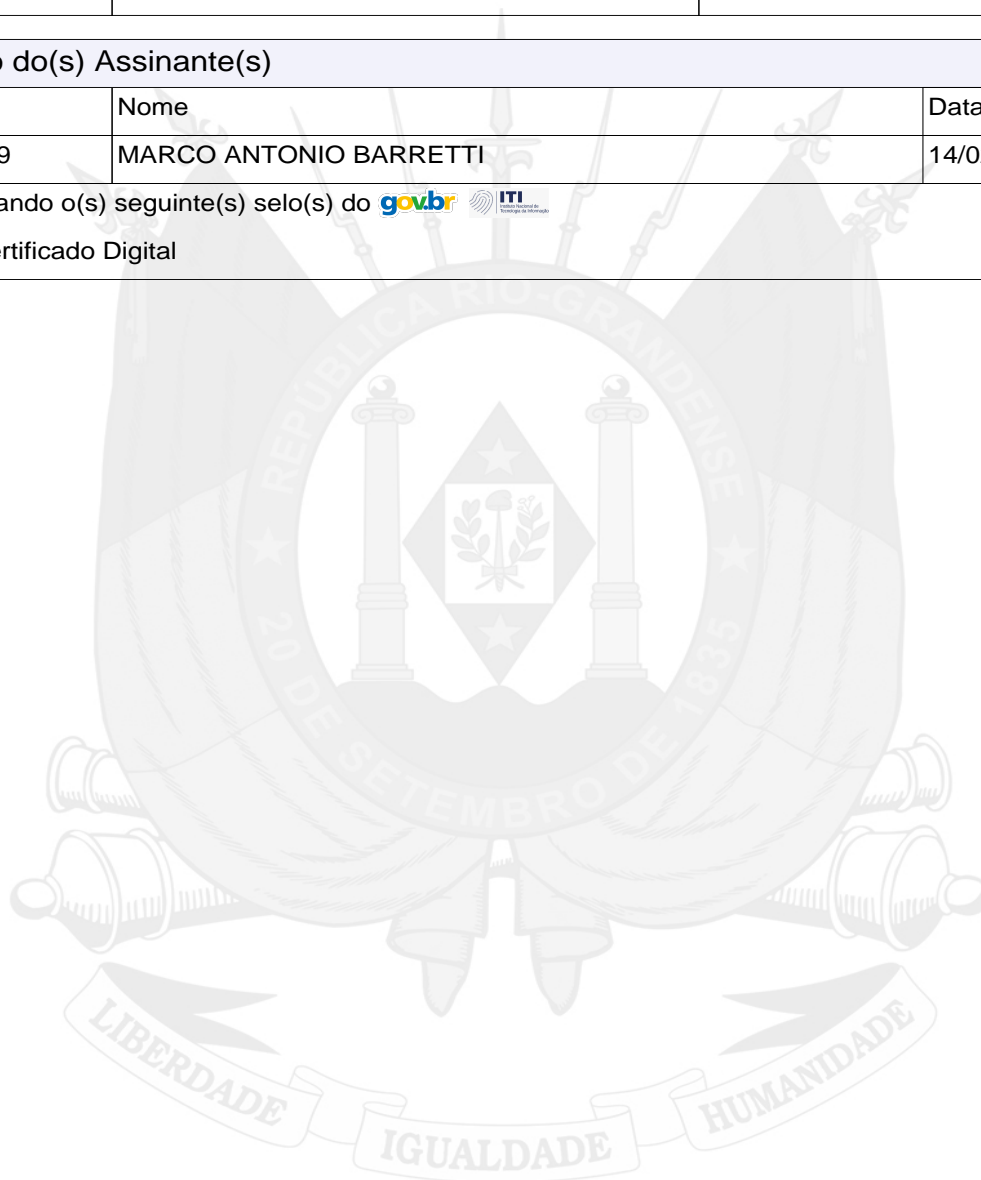 o do(s) Assinante(s)
Nome
Data
9
MARCO ANTONIO BARRETTI
14/0
ando o(s) seguinte(s) selo(s) do gov.br ITI
ertificado Digital
REPÚBLICA RIO-GRANDENSE
20 DE SETEMBRO DE 1835
LIBERDADE
IGUALDADE
HUMANIDADE